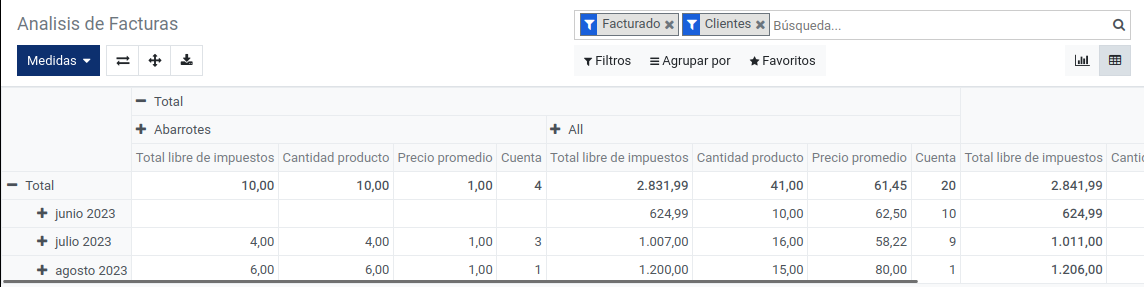 Analisis de Facturas
Facturado Clientes Búsqueda...
Medidas
Filtros Agrupar por Favoritos
Total
Abarrotes All
Total libre de impuestos Cantidad producto Precio promedio Cuenta Total libre de impuestos Cantidad producto Precio promedio Cuenta Total libre de impuestos
Total 10,00 10,00 1,00 4 2.831,99 41,00 61,45 20 2.841,99
junio 2023 624,99 10,00 62,50 10 624,99
julio 2023 4,00 4,00 1,00 3 1.007,00 16,00 58,22 9 1.011,00
agosto 2023 6,00 6,00 1,00 1 1.200,00 15,00 80,00 1 1.206,00